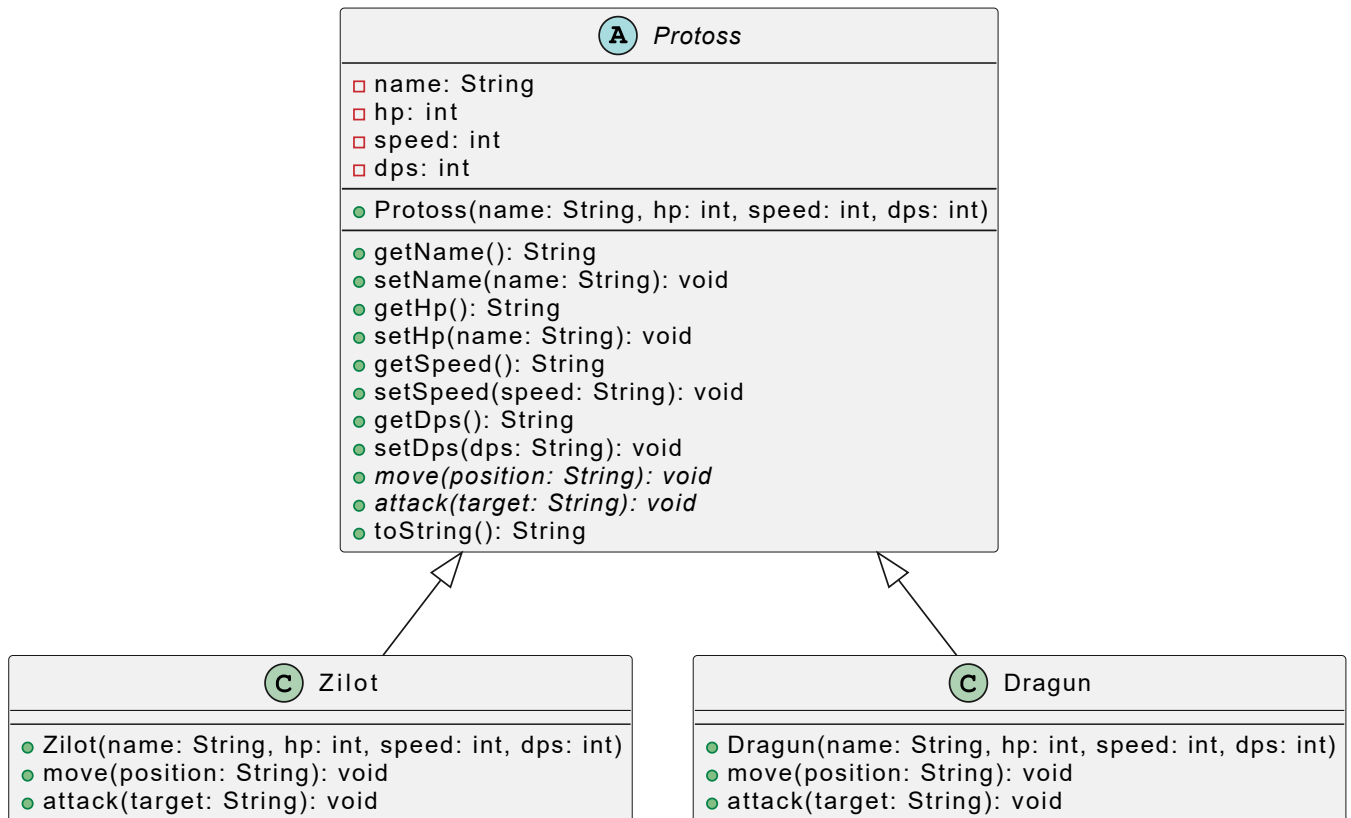 A Protoss
name: String
hp: int
speed: int
dps: int
Protoss(name: String, hp: int, speed: int, dps: int)
getName(): String
setName(name: String): void
getHp(): String
setHp(name: String): void
getSpeed(): String
setSpeed(speed: String): void
getDps(): String
setDps(dps: String): void
move(position: String): void
attack(target: String): void
toString(): String
C Zilot
Zilot(name: String, hp: int, speed: int, dps: int)
move(position: String): void
attack(target: String): void
C Dragun
Dragun(name: String, hp: int, speed: int, dps: int)
move(position: String): void
attack(target: String): void